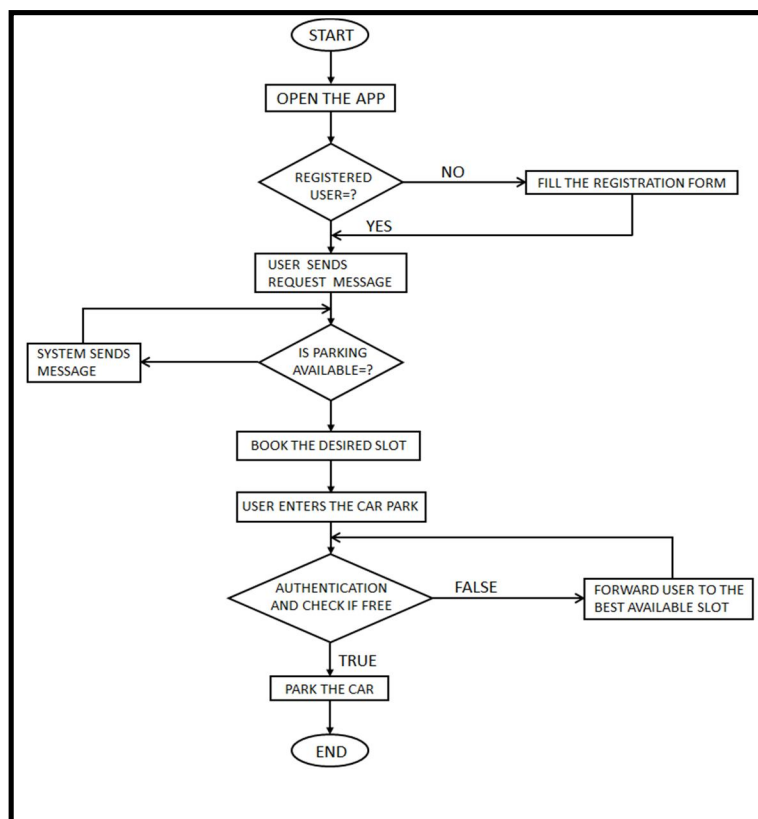 START
OPEN THE APP
REGISTERED
USER=?
NO
FILL THE REGISTRATION FORM
YES
USER SENDS
REQUEST MESSAGE
IS PARKING
AVAILABLE=?
SYSTEM SENDS
MESSAGE
BOOK THE DESIRED SLOT
USER ENTERS THE CAR PARK
AUTHENTICATION
AND CHECK IF FREE
FALSE
FORWARD USER TO THE
BEST AVAILABLE SLOT
TRUE
PARK THE CAR
END